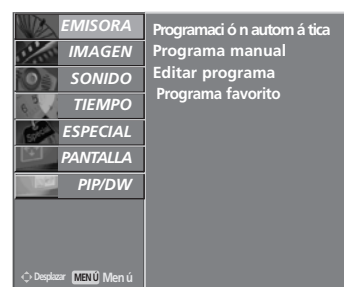 EMISORA
IMAGEN
SONIDO
TIEMPO
ESPECIAL
PANTALLA
PIP/DW
Programaci ó n autom á tica
Programa manual
Editar programa
Programa favorito
Desplazar MENÚ Men ú